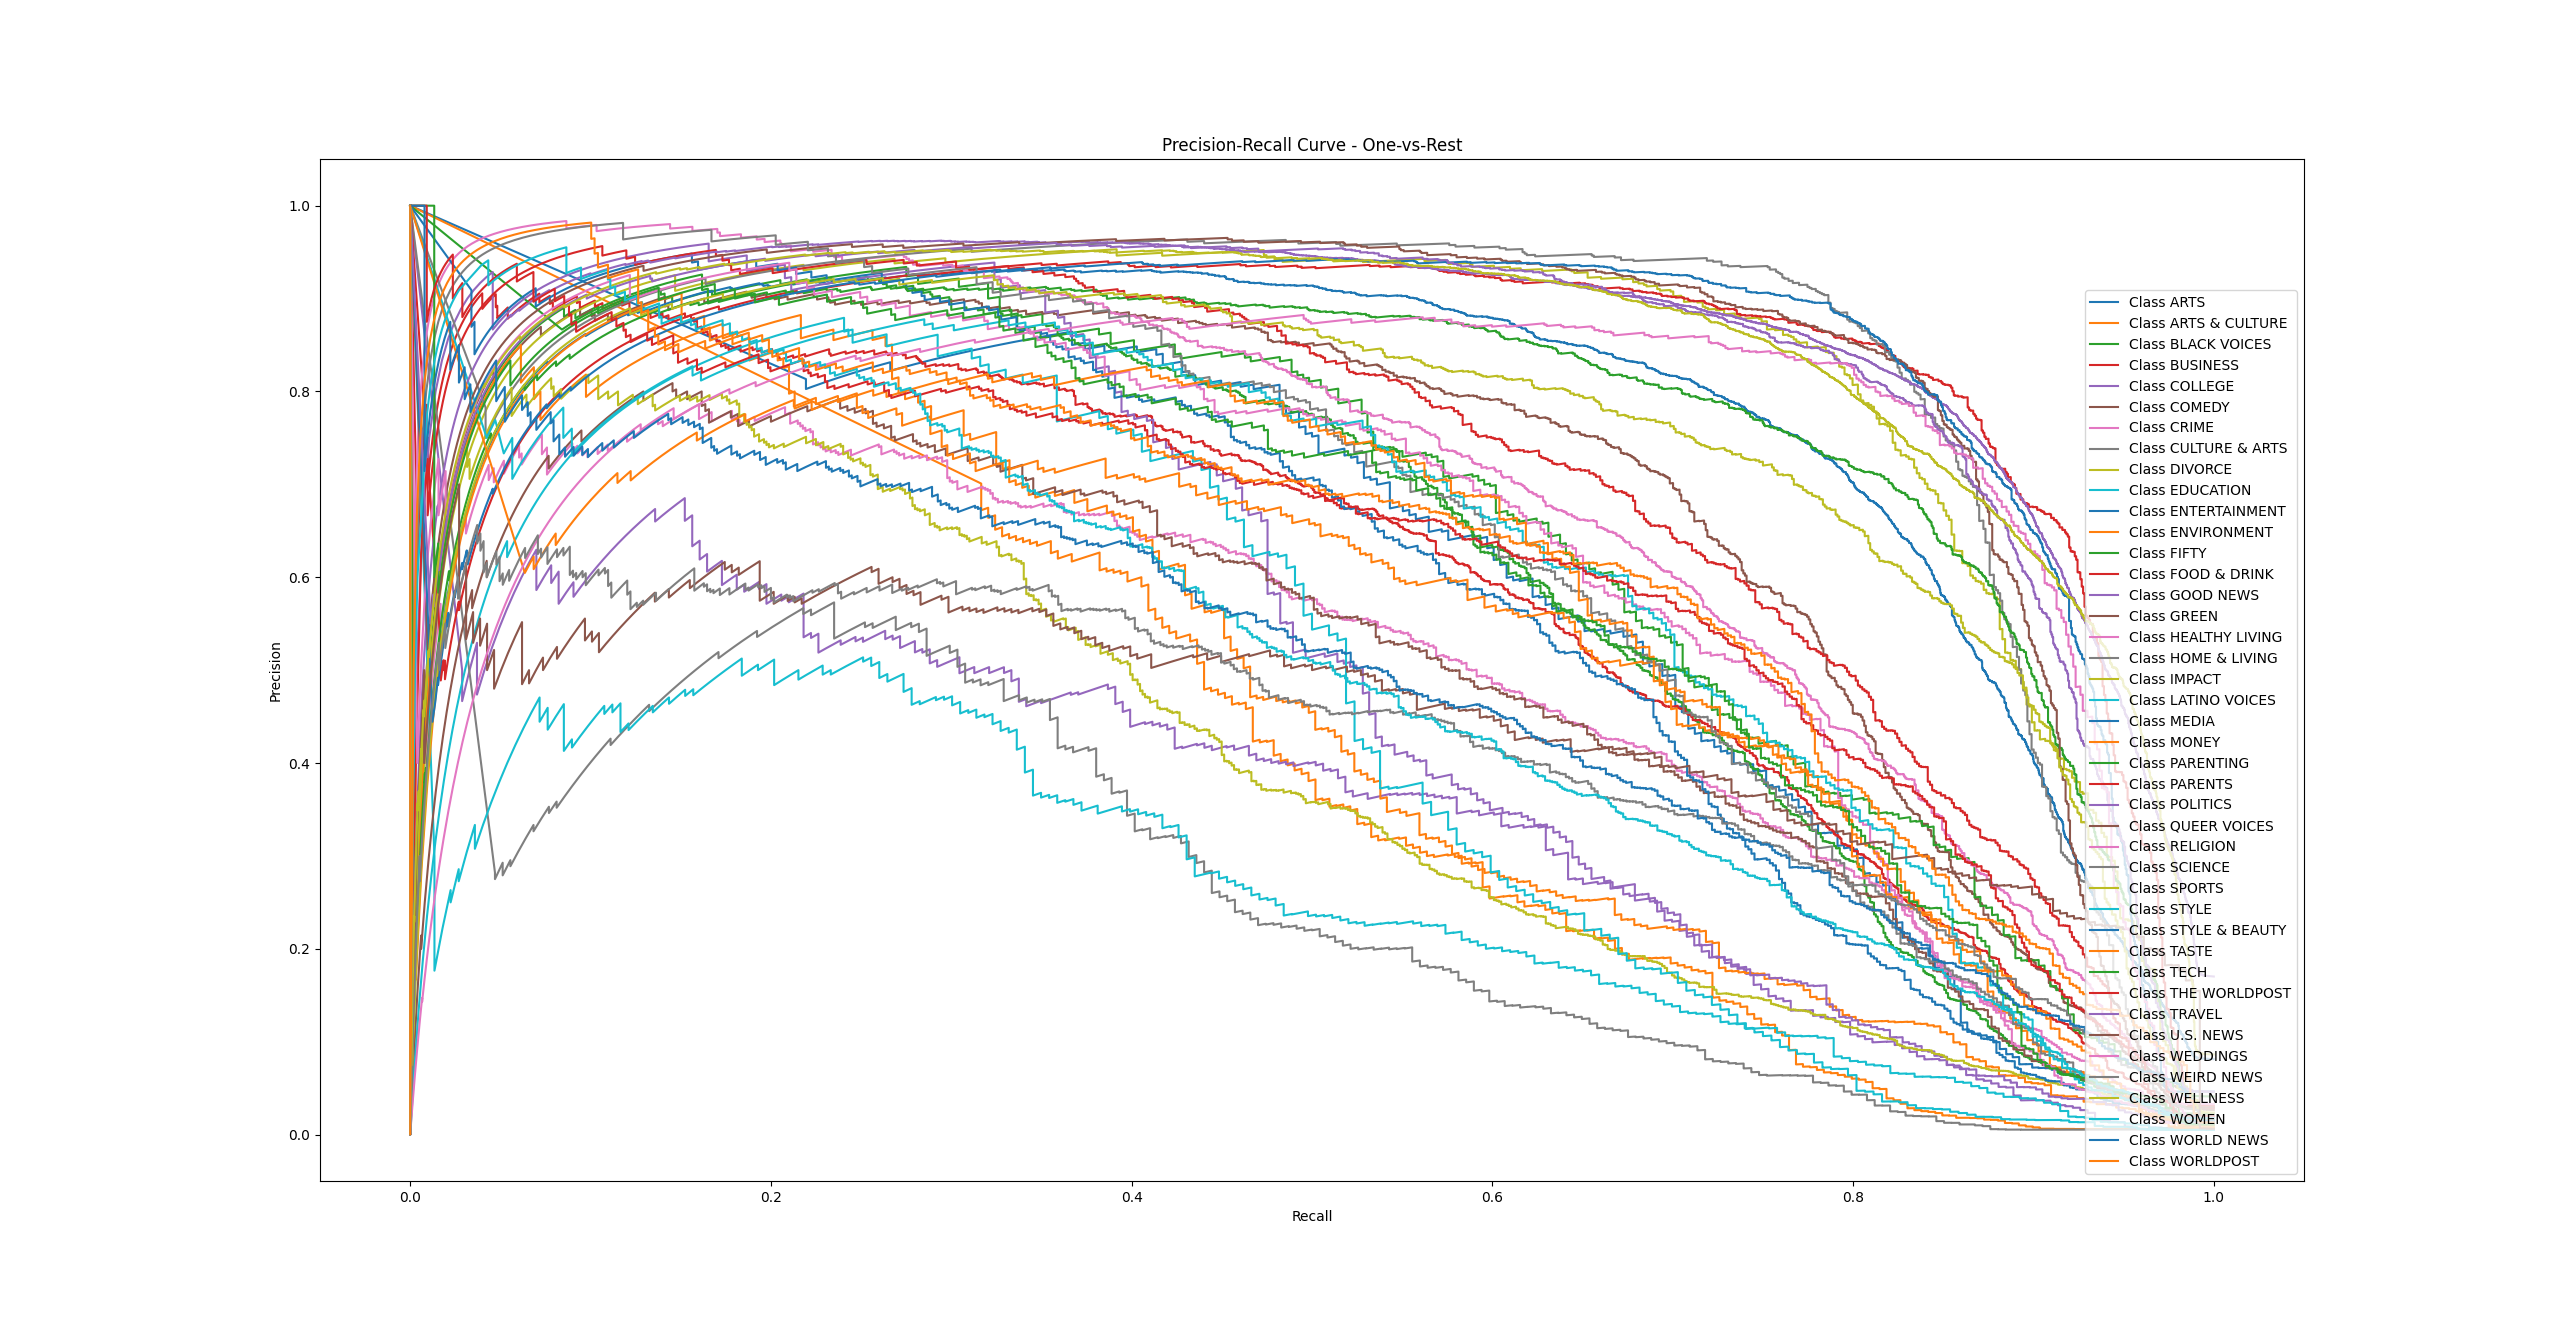 Precision-Recall Curve - One-vs-Rest
1.0
0.8
0.6
0.4
0.2
0.0
Precision
0.0 0.2 0.4 0.6 0.8 1.0
Recall
Class ARTS
Class ARTS & CULTURE
Class BLACK VOICES
Class BUSINESS
Class COLLEGE
Class COMEDY
Class CRIME
Class CULTURE & ARTS
Class DIVORCE
Class EDUCATION
Class ENTERTAINMENT
Class ENVIRONMENT
Class FIFTY
Class FOOD & DRINK
Class GOOD NEWS
Class GREEN
Class HEALTHY LIVING
Class HOME & LIVING
Class IMPACT
Class LATINO VOICES
Class MEDIA
Class MONEY
Class PARENTING
Class PARENTS
Class POLITICS
Class QUEER VOICES
Class RELIGION
Class SCIENCE
Class SPORTS
Class STYLE
Class STYLE & BEAUTY
Class TASTE
Class TECH
Class THE WORLDPOST
Class TRAVEL
Class U.S. NEWS
Class WEDDINGS
Class WEIRD NEWS
Class WELLNESS
Class WOMEN
Class WORLD NEWS
Class WORLDPOST